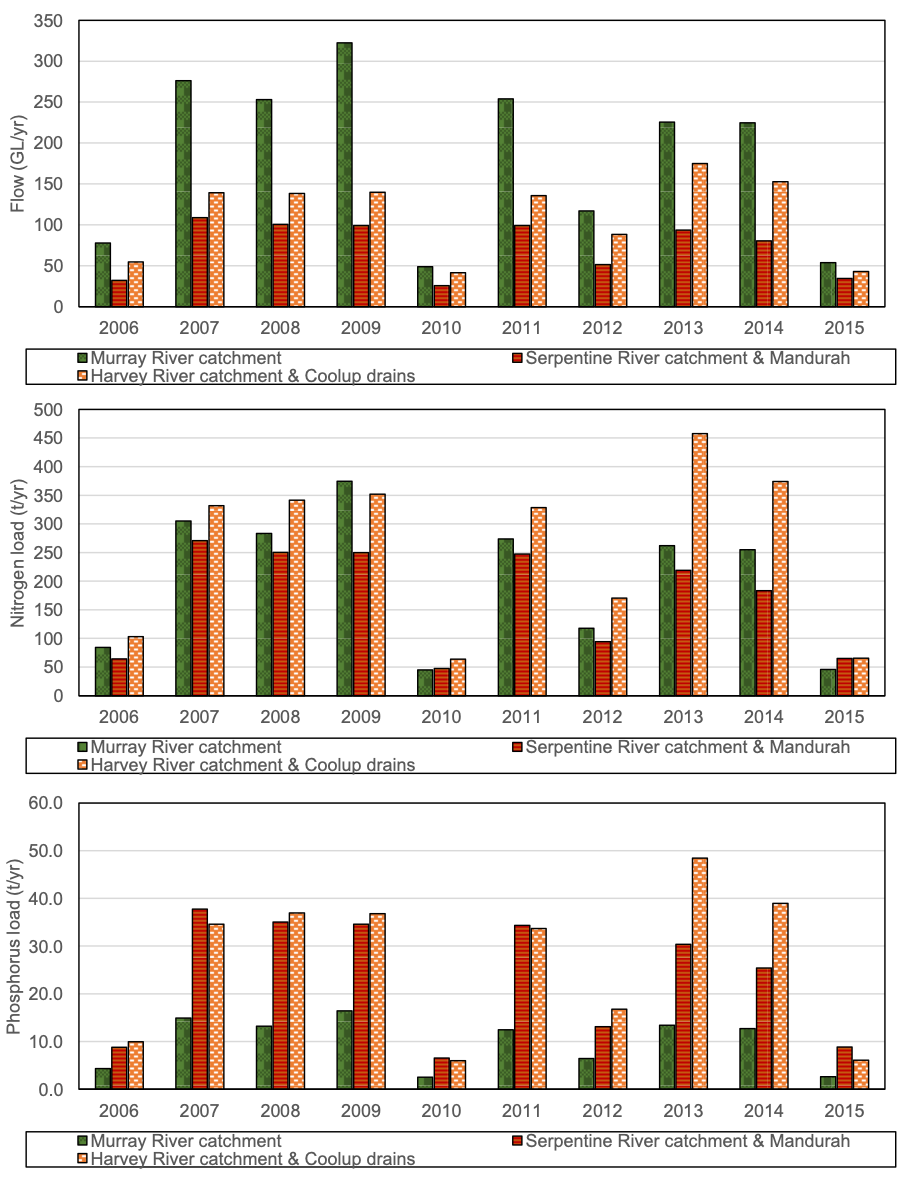 350
300
250
200
150
100
50
0
Flow (GL/yr)
2006 2007 2008 2009 2010 2011 2012 2013 2014 2015
Murray River catchment Serpentine River catchment & Mandurah
Harvey River catchment & Coolup drains
500
450
400
350
300
250
200
150
100
50
0
Nitrogen load (t/yr)
2006 2007 2008 2009 2010 2011 2012 2013 2014 2015
Murray River catchment Serpentine River catchment & Mandurah
Harvey River catchment & Coolup drains
60.0
50.0
40.0
30.0
20.0
10.0
0.0
Phosphorus load (t/yr)
2006 2007 2008 2009 2010 2011 2012 2013 2014 2015
Murray River catchment Serpentine River catchment & Mandurah
Harvey River catchment & Coolup drains